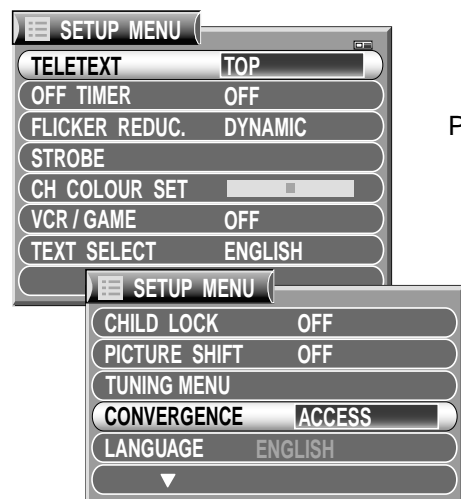 SETUP MENU
TELETEXT TOP
OFF TIMER OFF
FLICKER REDUC. DYNAMIC
STROBE
CH COLOUR SET
VCR / GAME OFF
TEXT SELECT ENGLISH
P
SETUP MENU
CHILD LOCK OFF
PICTURE SHIFT OFF
TUNING MENU
CONVERGENCE ACCESS
LANGUAGE ENGLISH